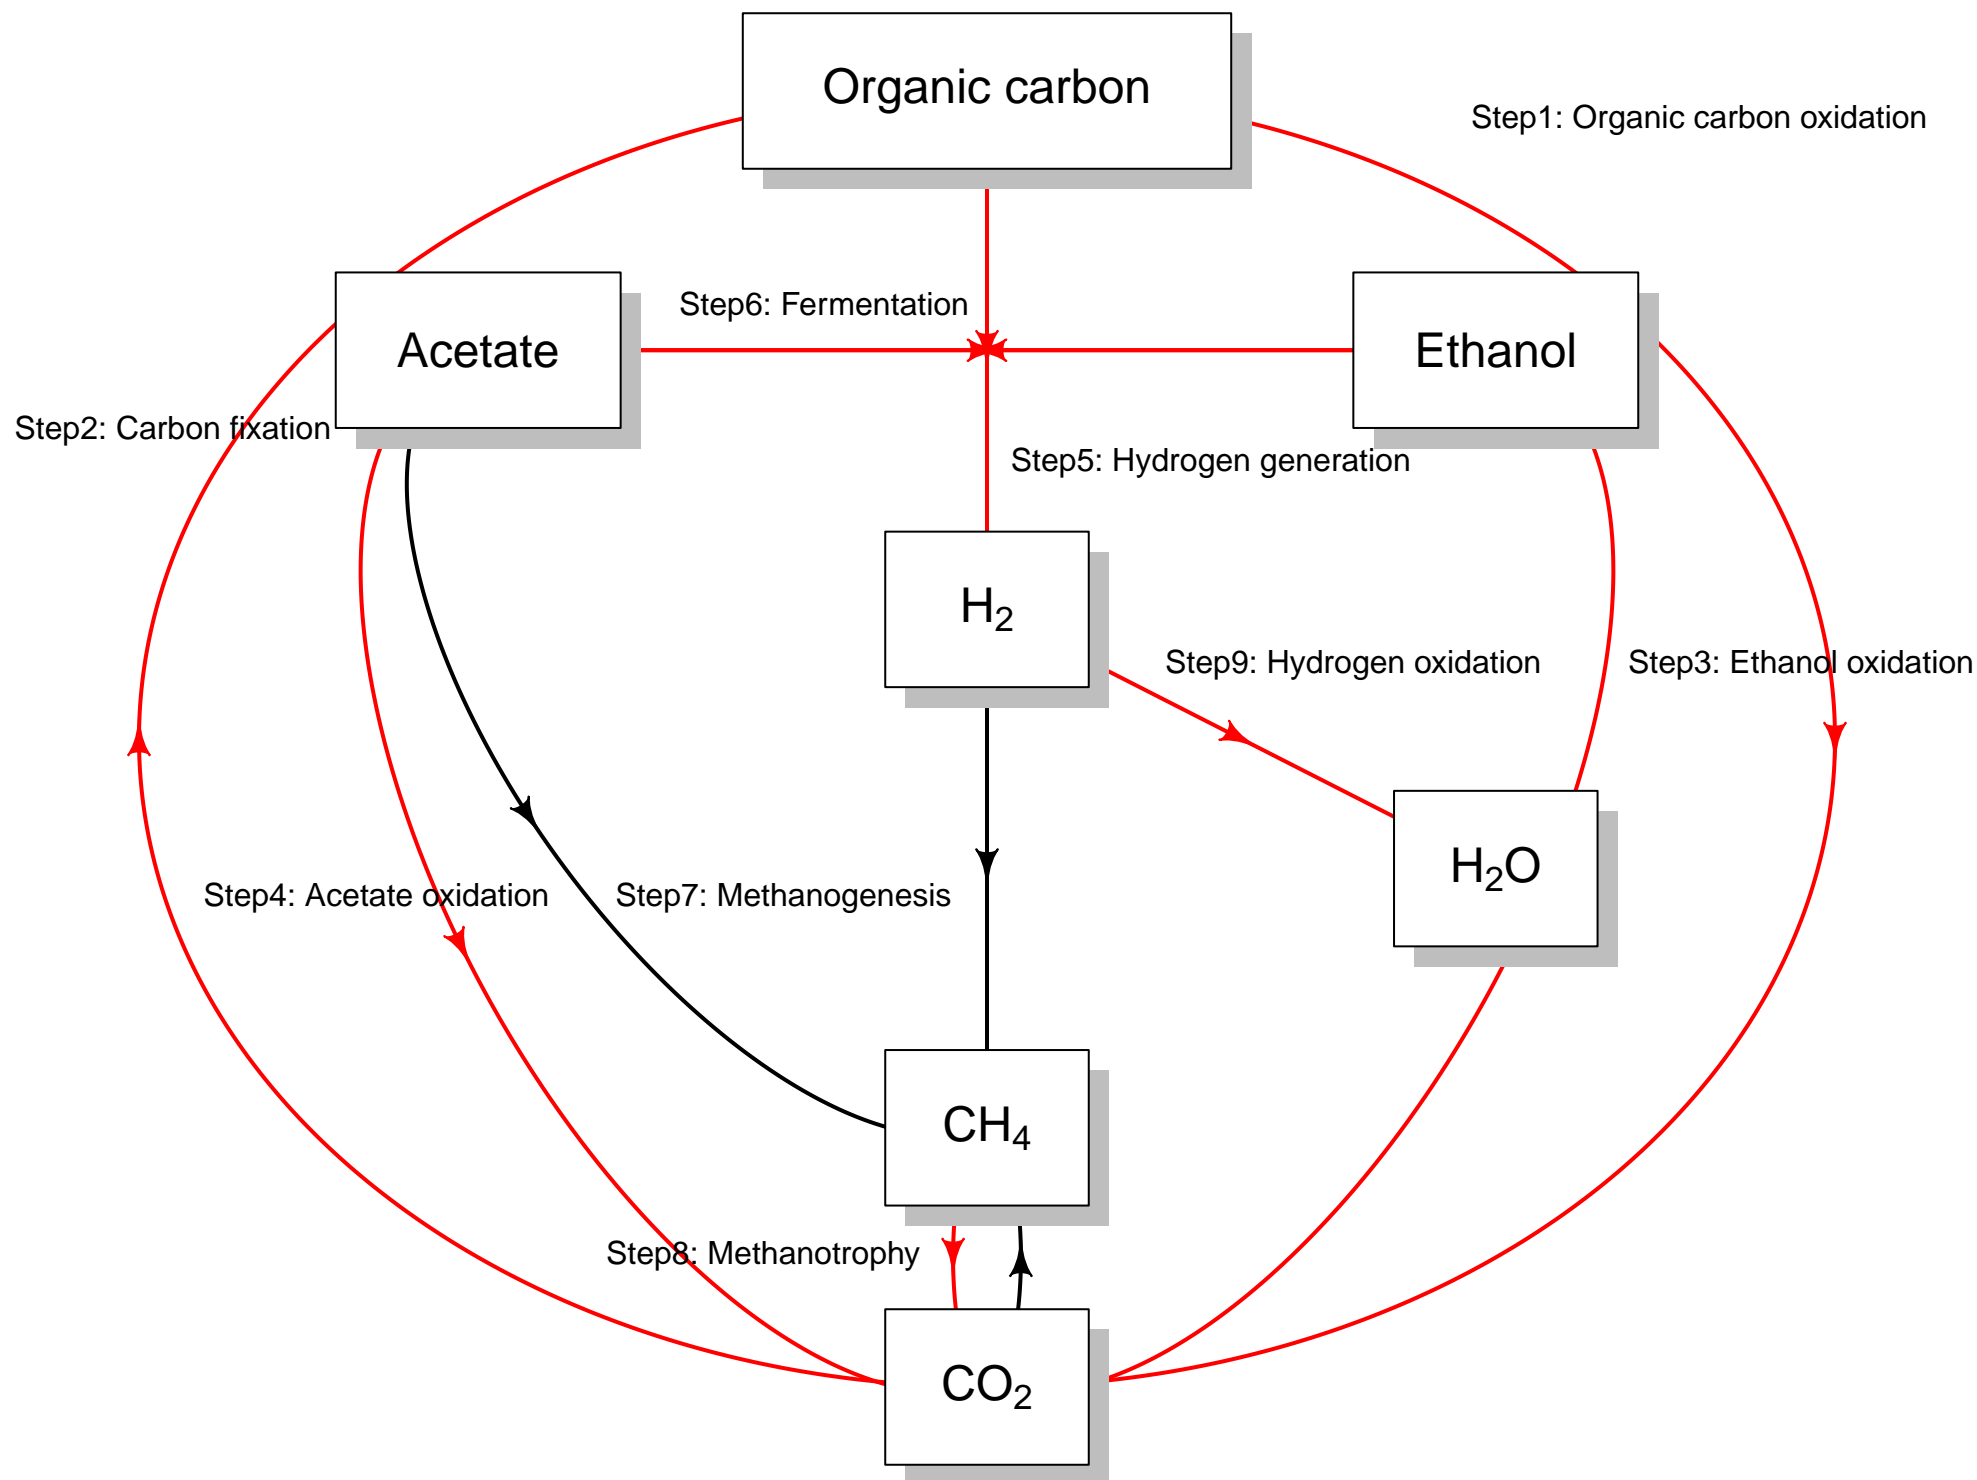 Organic carbon
Step1: Organic carbon oxidation
Step6: Fermentation
Acetate
Ethanol
Step2: Carbon fixation
Step5: Hydrogen generation
H₂
Step9: Hydrogen oxidation
Step3: Ethanol oxidation
H₂O
Step4: Acetate oxidation
Step7: Methanogenesis
CH₄
Step8: Methanotrophy
CO₂